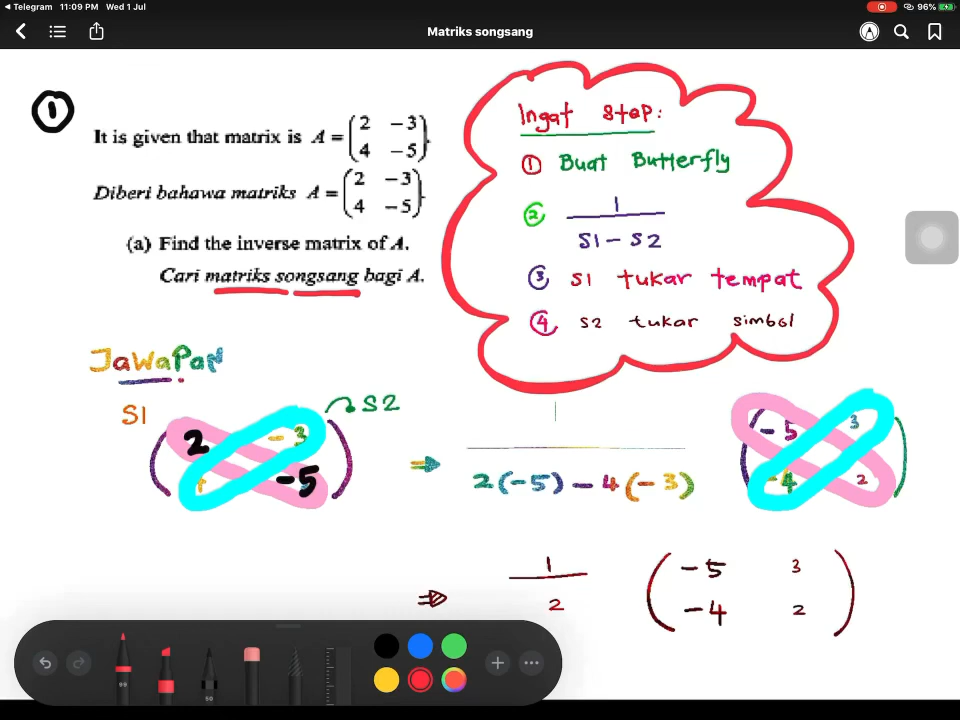 Telegram 11:09 PM Wed 1 Jul 96%
Matriks songsang
1
It is given that matrix is A = (2 -3
4 -5).
Diberi bahawa matriks A = (2 -3
4 -5).
(a) Find the inverse matrix of A.
Cari matriks songsang bagi A.
Ingat Step:
① Buat Butterfly
② 1
S1 - S2
③ S1 tukar tempat
④ S2 tukar simbol
JaWaPan
S1 S2
(2 -3
-5)
⇒ 1
2(-5) - 4(-3)
(-5 3
-4 2)
⇒ 1
2
(-5 3
-4 2)
99
50